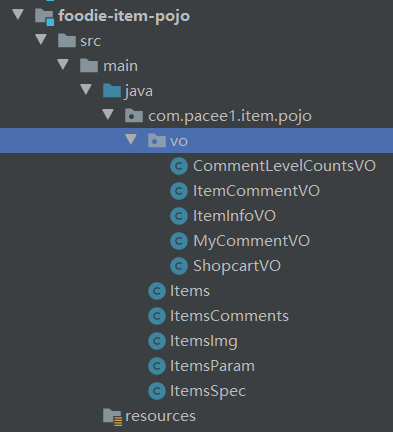 foodie-item-pojo
src
main
java
com.pacee1.item.pojo
vo
CommentLevelCountsVO
ItemCommentVO
ItemInfoVO
MyCommentVO
ShopcartVO
Items
ItemsComments
ItemsImg
ItemsParam
ItemsSpec
resources